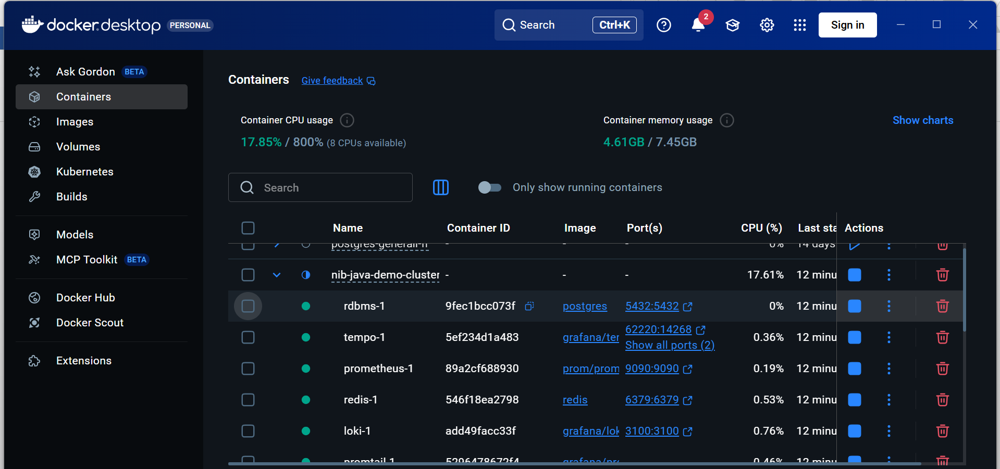 docker.desktop PERSONAL
Search Ctrl+K
2
Sign in
Ask Gordon BETA
Containers
Images
Volumes
Kubernetes
Builds
Models
MCP Toolkit BETA
Docker Hub
Docker Scout
Extensions
Containers Give feedback
Container CPU usage
17.85% / 800% (8 CPUs available)
Container memory usage
4.61GB / 7.45GB
Show charts
Search
Only show running containers
Name Container ID Image Port(s) CPU (%) Last sta Actions
- - - 0% 14 days
nib-java-demo-cluster - - - 17.61% 12 minu
rdbms-1 9fec1bcc073f postgres 5432:5432 0% 12 minu
tempo-1 5ef234d1a483 grafana/ter 62220:14268 0.36% 12 minu
Show all ports (2)
prometheus-1 89a2cf688930 prom/prom 9090:9090 0.19% 12 minu
redis-1 546f18ea2798 redis 6379:6379 0.53% 12 minu
loki-1 add49facc33f grafana/lok 3100:3100 0.76% 12 minu
promtail-1 5296478672f4 grafana/pro 0.46% 12 minu